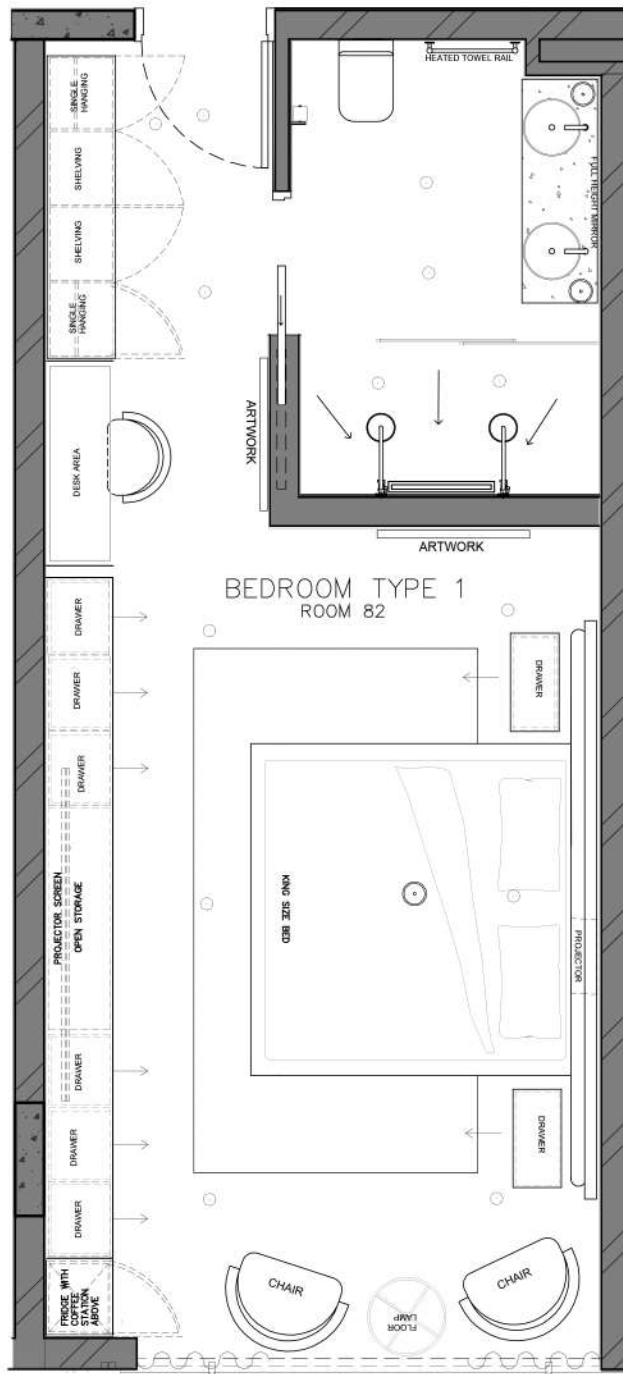 HEATED TOWEL RAIL
SINGLE
HANGING
SHELVING
SHELVING
SINGLE
HANGING
FULL HEIGHT MIRROR
DESK AREA
ARTWORK
ARTWORK
BEDROOM TYPE 1
ROOM 82
DRAWER
DRAWER
DRAWER
DRAWER
PROJECTOR SCREEN
OPEN STORAGE
KING SIZE BED
PROJECTOR
DRAWER
DRAWER
DRAWER
DRAWER
FRIDGE WITH
COFFEE
STATION
ABOVE
CHAIR
FLOOR
LAMP
CHAIR